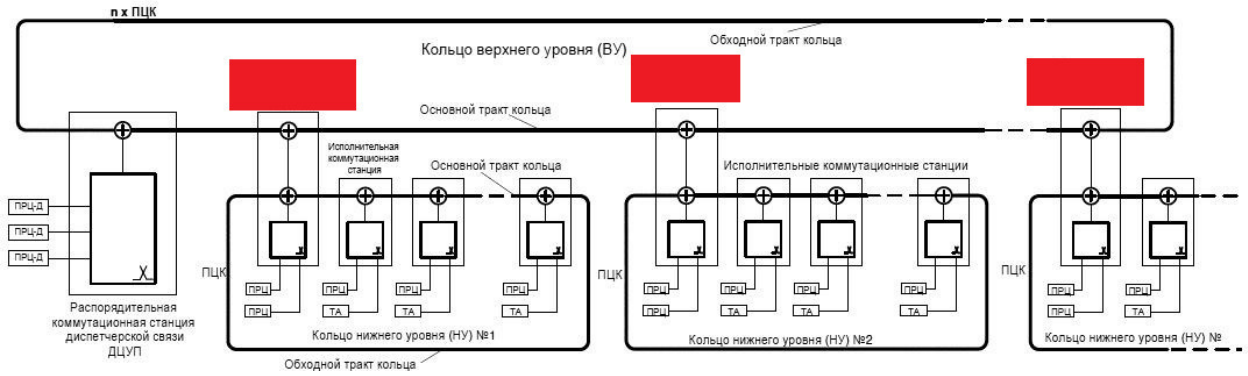 n x ПЦК
Обходной тракт кольца
Кольцо верхнего уровня (ВУ)
Основной тракт кольца
Исполнительная
коммутационная
станция
Основной тракт кольца
Исполнительные коммутационные станции
ПРЦ-Д
ПРЦ-Д
ПРЦ-Д
Х
Х
Х
Х
Х
Х
Х
Х
Х
Х
Х
ПЦК
ПЦК
ПЦК
ПРЦ
ПРЦ
ПРЦ
ПРЦ
ПРЦ
ПРЦ
ПРЦ
ПРЦ
ПРЦ
ПРЦ
ПРЦ
ТА
ТА
ТА
ПРЦ
ТА
ТА
ТА
ПРЦ
ТА
Распорядительная
коммутационная станция
диспетчерской связи
ДЦУП
Кольцо нижнего уровня (НУ) №1
Кольцо нижнего уровня (НУ) №2
Кольцо нижнего уровня (НУ) №
Обходной тракт кольца